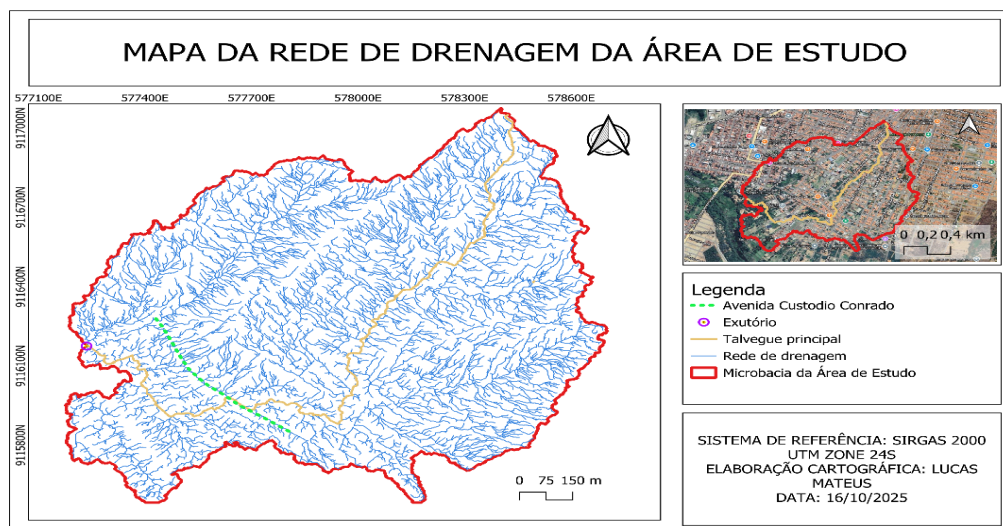 MAPA DA REDE DE DRENAGEM DA ÁREA DE ESTUDO
577100E 577400E 577700E 578000E 578300E 578600E
9117000N
9116700N
9116400N
9116100N
9115800N
0 75 150 m
0 0,2 0,4 km
Legenda
Avenida Custodio Conrado
Exutório
Talvegue principal
Rede de drenagem
Microbacia da Área de Estudo
SISTEMA DE REFERÊNCIA: SIRGAS 2000
UTM ZONE 24S
ELABORAÇÃO CARTOGRÁFICA: LUCAS
MATEUS
DATA: 16/10/2025